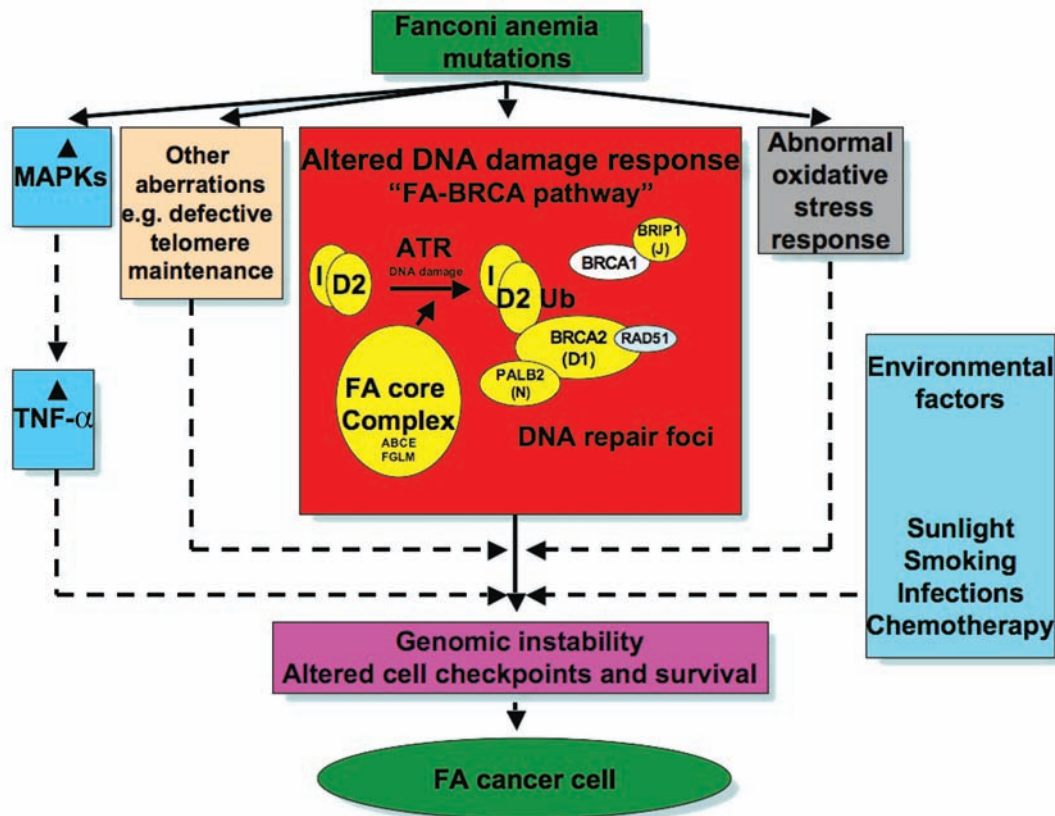 Fanconi anemia
mutations
▲
MAPKs
Other
aberrations
e.g. defective
telomere
maintenance
Altered DNA damage response
“FA-BRCA pathway”
Abnormal
oxidative
stress
response
I
D2
ATR
DNA damage
I
D2 Ub
BRCA1
BRIP1
(J)
BRCA2
(D1)
RAD51
PALB2
(N)
FA core
Complex
ABCE
FGLM
DNA repair foci
▲
TNF-α
Environmental
factors
Sunlight
Smoking
Infections
Chemotherapy
Genomic instability
Altered cell checkpoints and survival
FA cancer cell